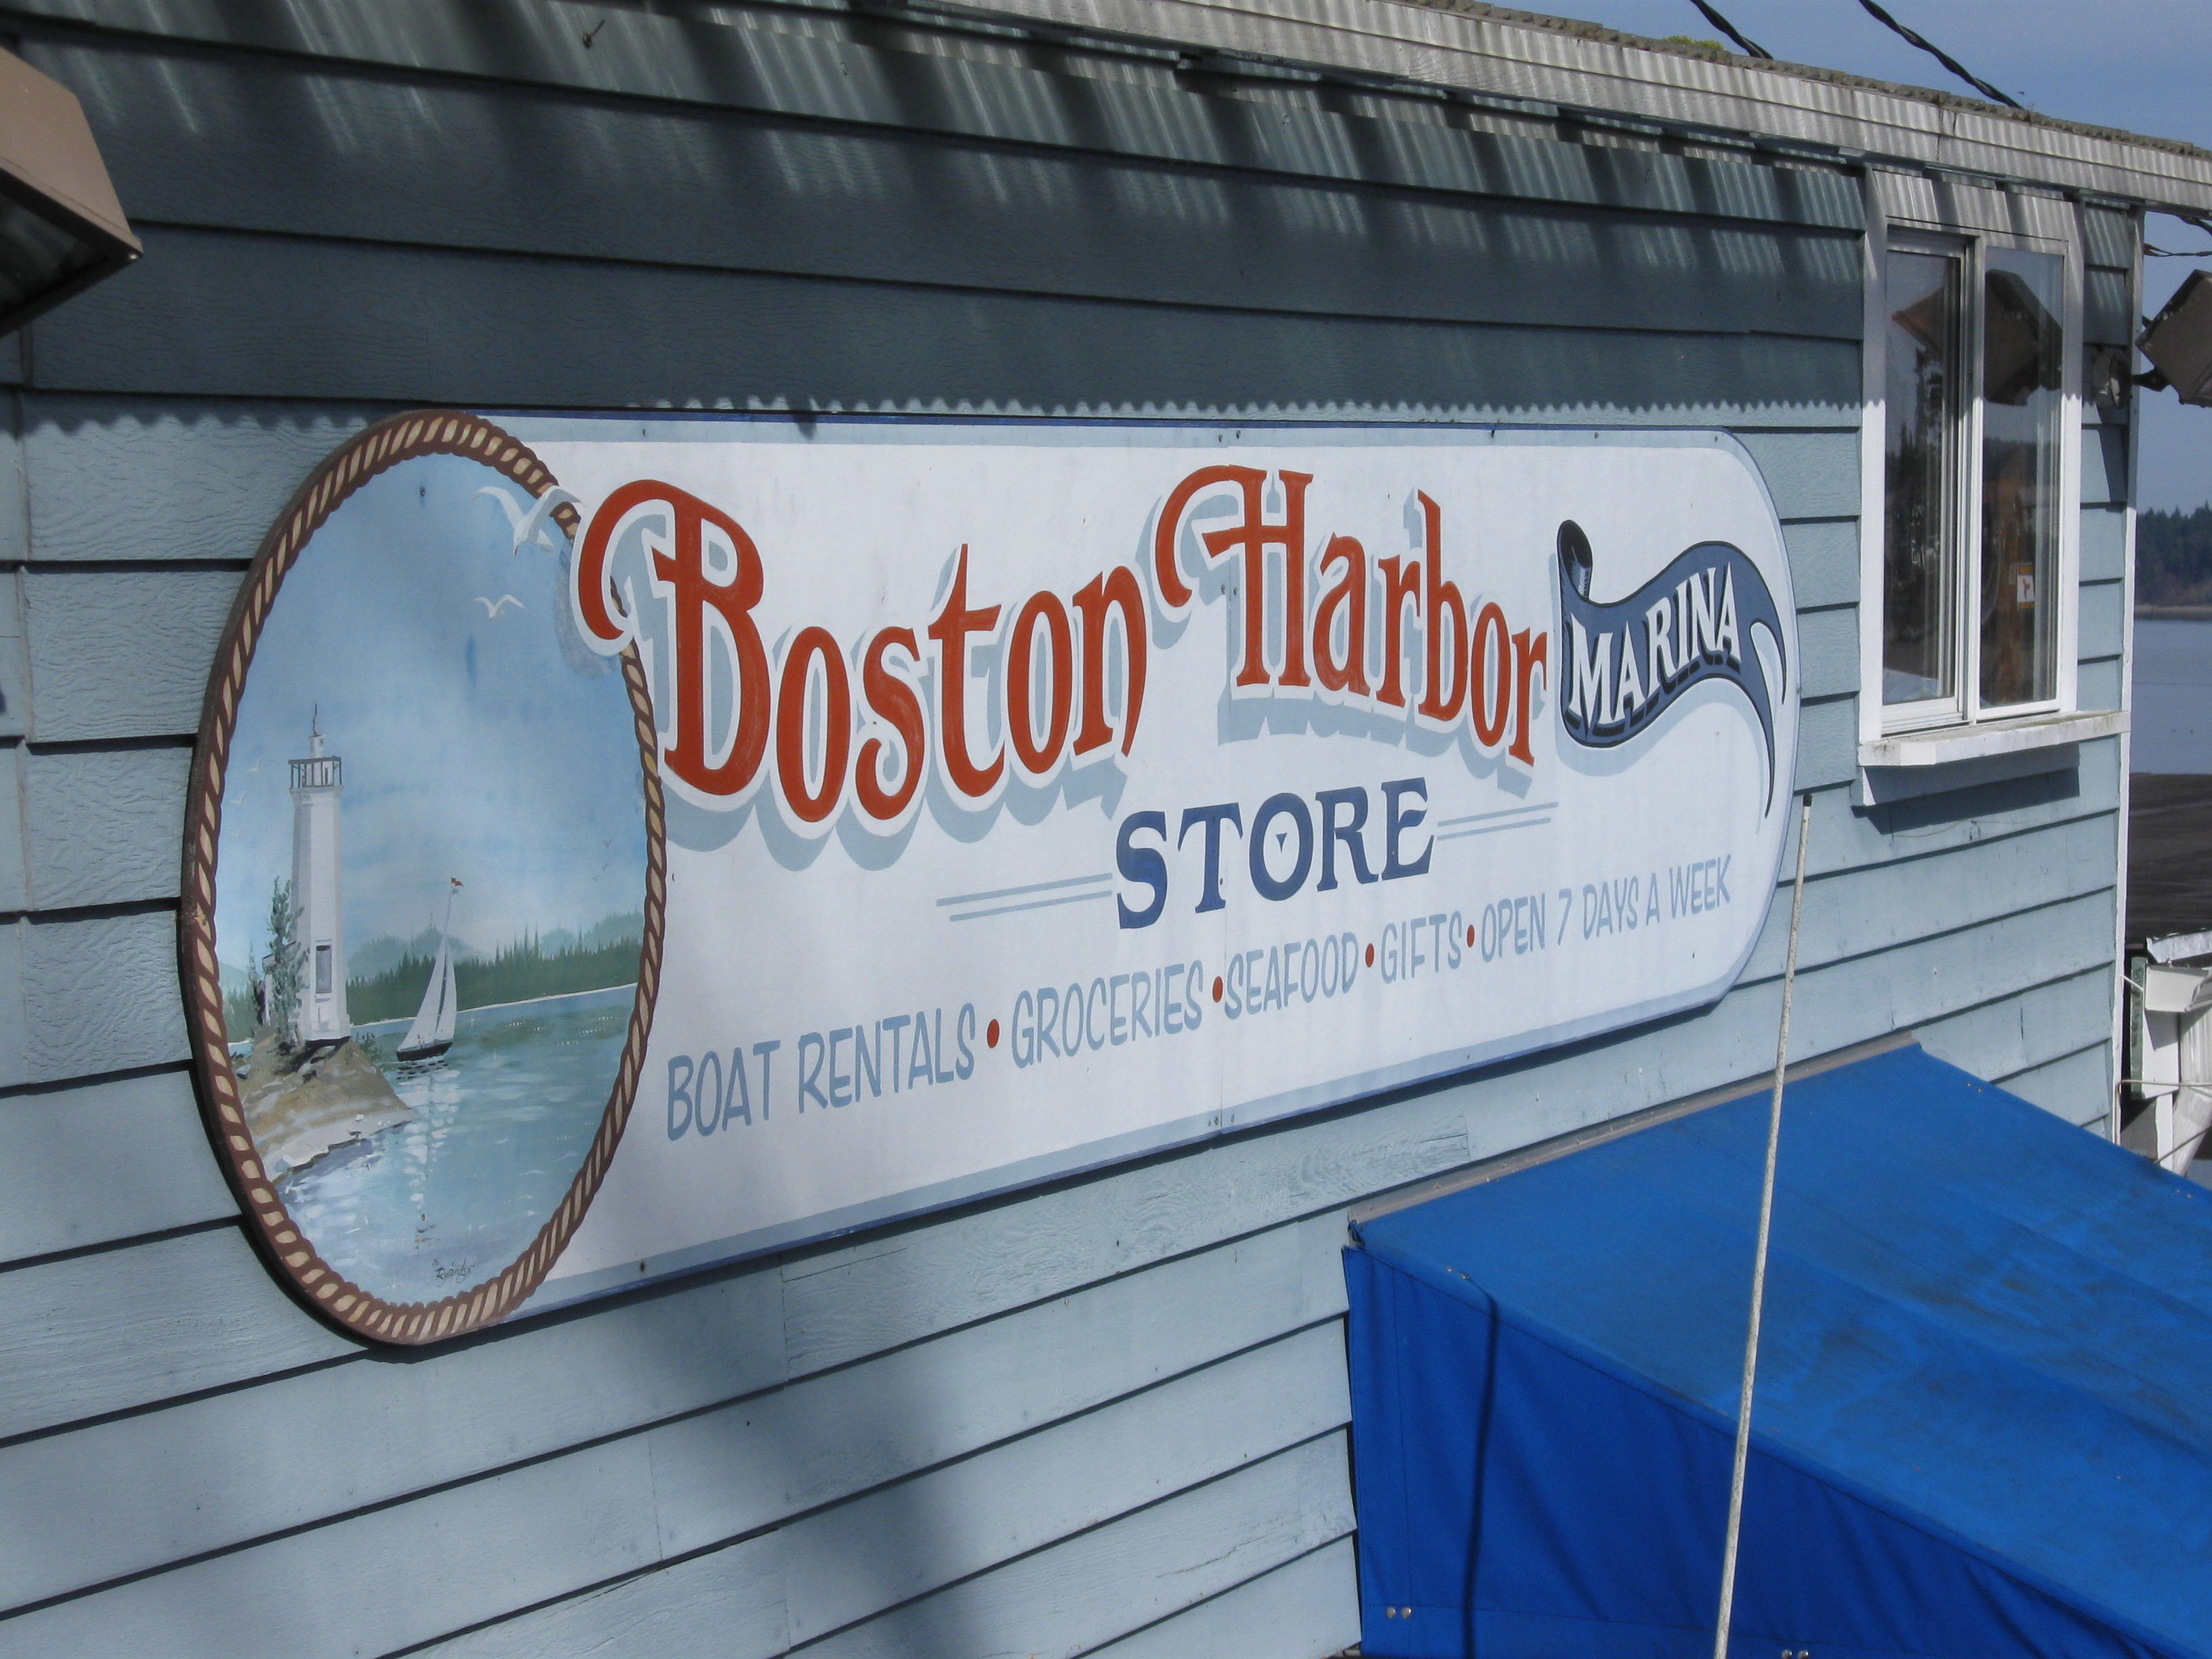 Boston Harbor
MARINA
STORE
BOAT RENTALS • GROCERIES • SEAFOOD • GIFTS • OPEN 7 DAYS A WEEK